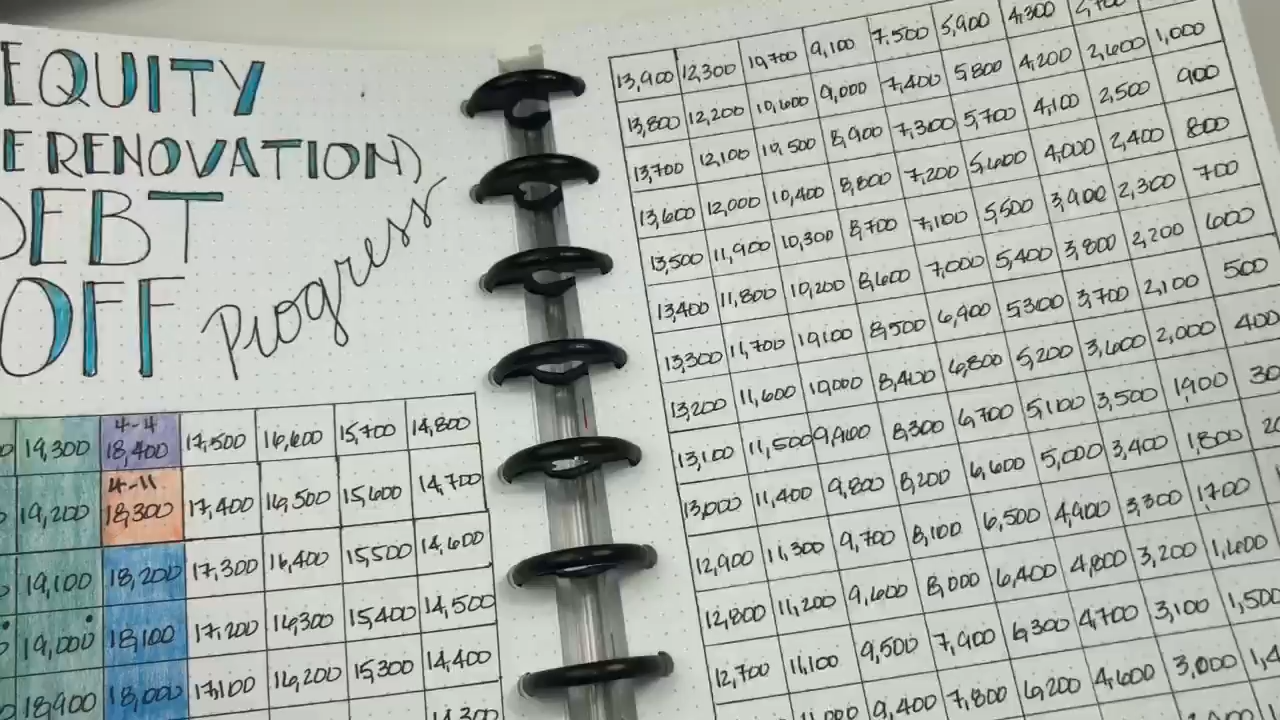 EQUITY
E RENOVATION)
DEBT
OFF
Progress
19,300 4-4 18,400 17,500 16,600 15,700 14,800
19,200 4-11 18,300 17,400 16,500 15,600 14,700
19,100 18,200 17,300 16,400 15,500 14,600
19,000 18,100 17,200 16,300 15,400 14,500
18,900 18,000 17,100 16,200 15,300 14,400
14,300
13,900 12,300 10,700 9,100 7,500 5,900 4,300 2,700
13,800 12,200 10,600 9,000 7,400 5,800 4,200 2,600 1,000
13,700 12,100 10,500 8,900 7,300 5,700 4,100 2,500 900
13,600 12,000 10,400 8,800 7,200 5,600 4,000 2,400 800
13,500 11,900 10,300 8,700 7,100 5,500 3,900 2,300 700
13,400 11,800 10,200 8,600 7,000 5,400 3,800 2,200 600
13,300 11,700 10,100 8,500 6,900 5,300 3,700 2,100 500
13,200 11,600 10,000 8,400 6,800 5,200 3,600 2,000 400
13,100 11,500 9,900 8,300 6,700 5,100 3,500 1,900 30
13,000 11,400 9,800 8,200 6,600 5,000 3,400 1,800 20
12,900 11,300 9,700 8,100 6,500 4,900 3,300 1,700
12,800 11,200 9,600 8,000 6,400 4,800 3,200 1,600
12,700 11,100 9,500 7,900 6,300 4,700 3,100 1,500
11,000 9,400 7,800 6,200 4,600 3,000 1,4